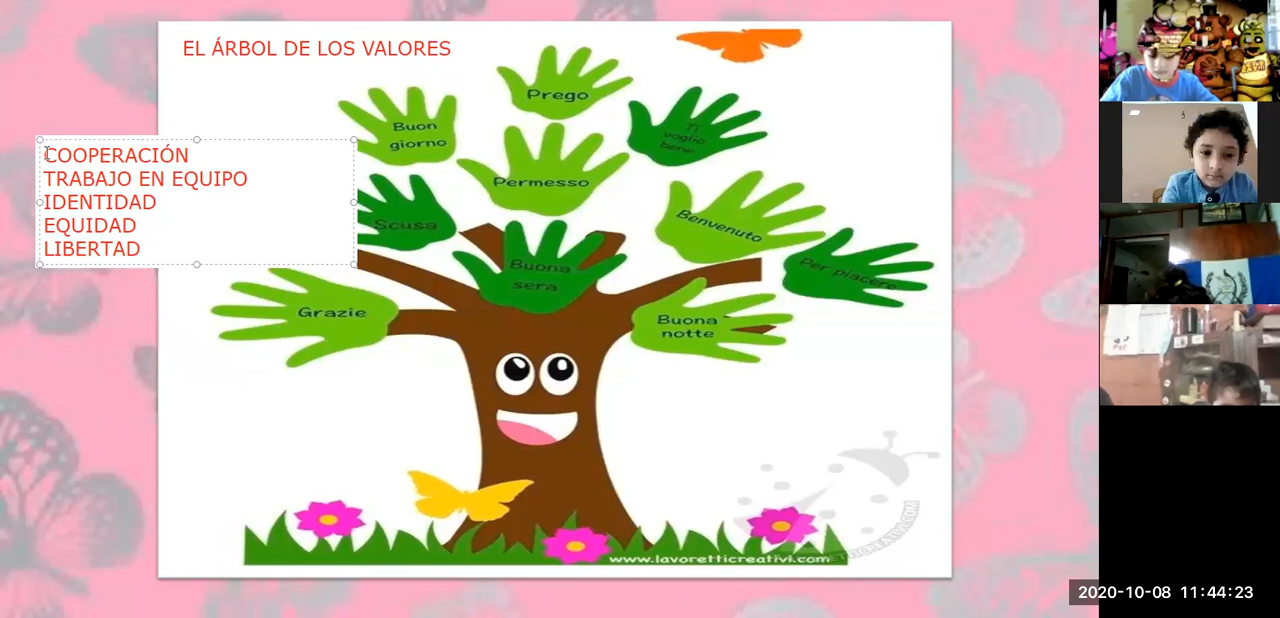 EL ÁRBOL DE LOS VALORES
Prego
Buon
giorno
Ti
voglio
bene
COOPERACIÓN
TRABAJO EN EQUIPO
IDENTIDAD
EQUIDAD
LIBERTAD
Permesso
Scusa
Benvenuto
Buona
sera
Per piacere
Grazie
Buona
notte
www.lavoretticreativi.com
2020-10-08 11:44:23